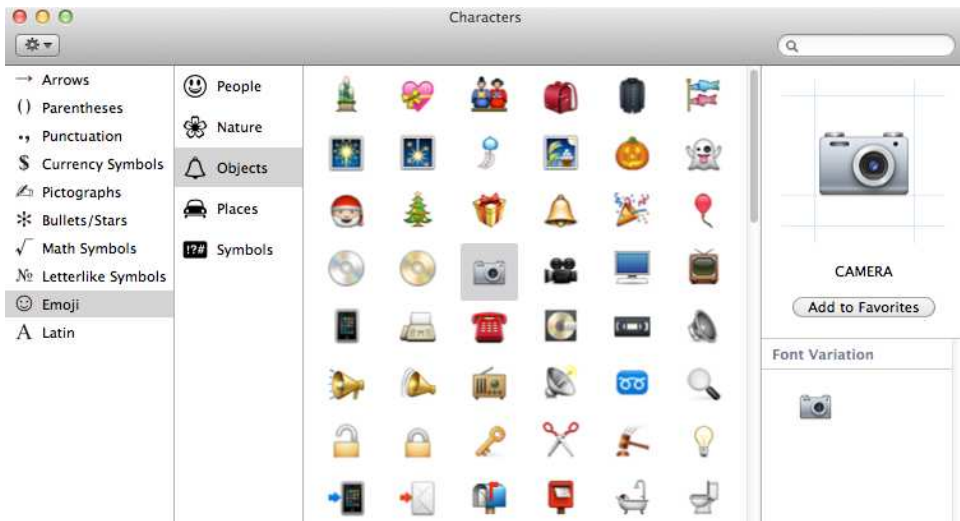 Characters
→ Arrows
() Parentheses
., Punctuation
$ Currency Symbols
Pictographs
Bullets/Stars
√ Math Symbols
№ Letterlike Symbols
Emoji
A Latin
People
Nature
Objects
Places
!?# Symbols
CAMERA
Add to Favorites
Font Variation